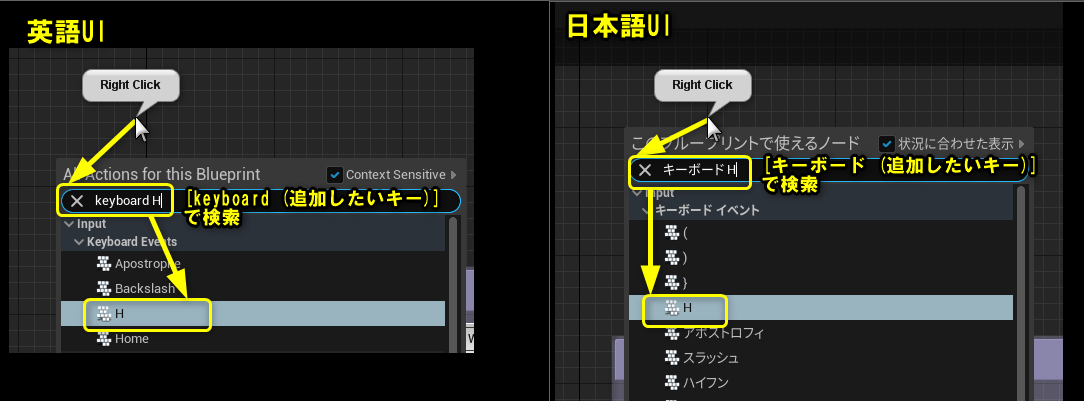 英語UI
Right Click
All Actions for this Blueprint
Context Sensitive
keyboard H
[keyboard (追加したいキー)]
で検索
Input
Keyboard Events
Apostrophe
Backslash
H
Home
日本語UI
Right Click
このブループリントで使えるノード
状況に合わせた表示
キーボード H
[キーボード (追加したいキー)]
で検索
Input
キーボード イベント
(
)
}
H
アポストロフィ
スラッシュ
ハイフン